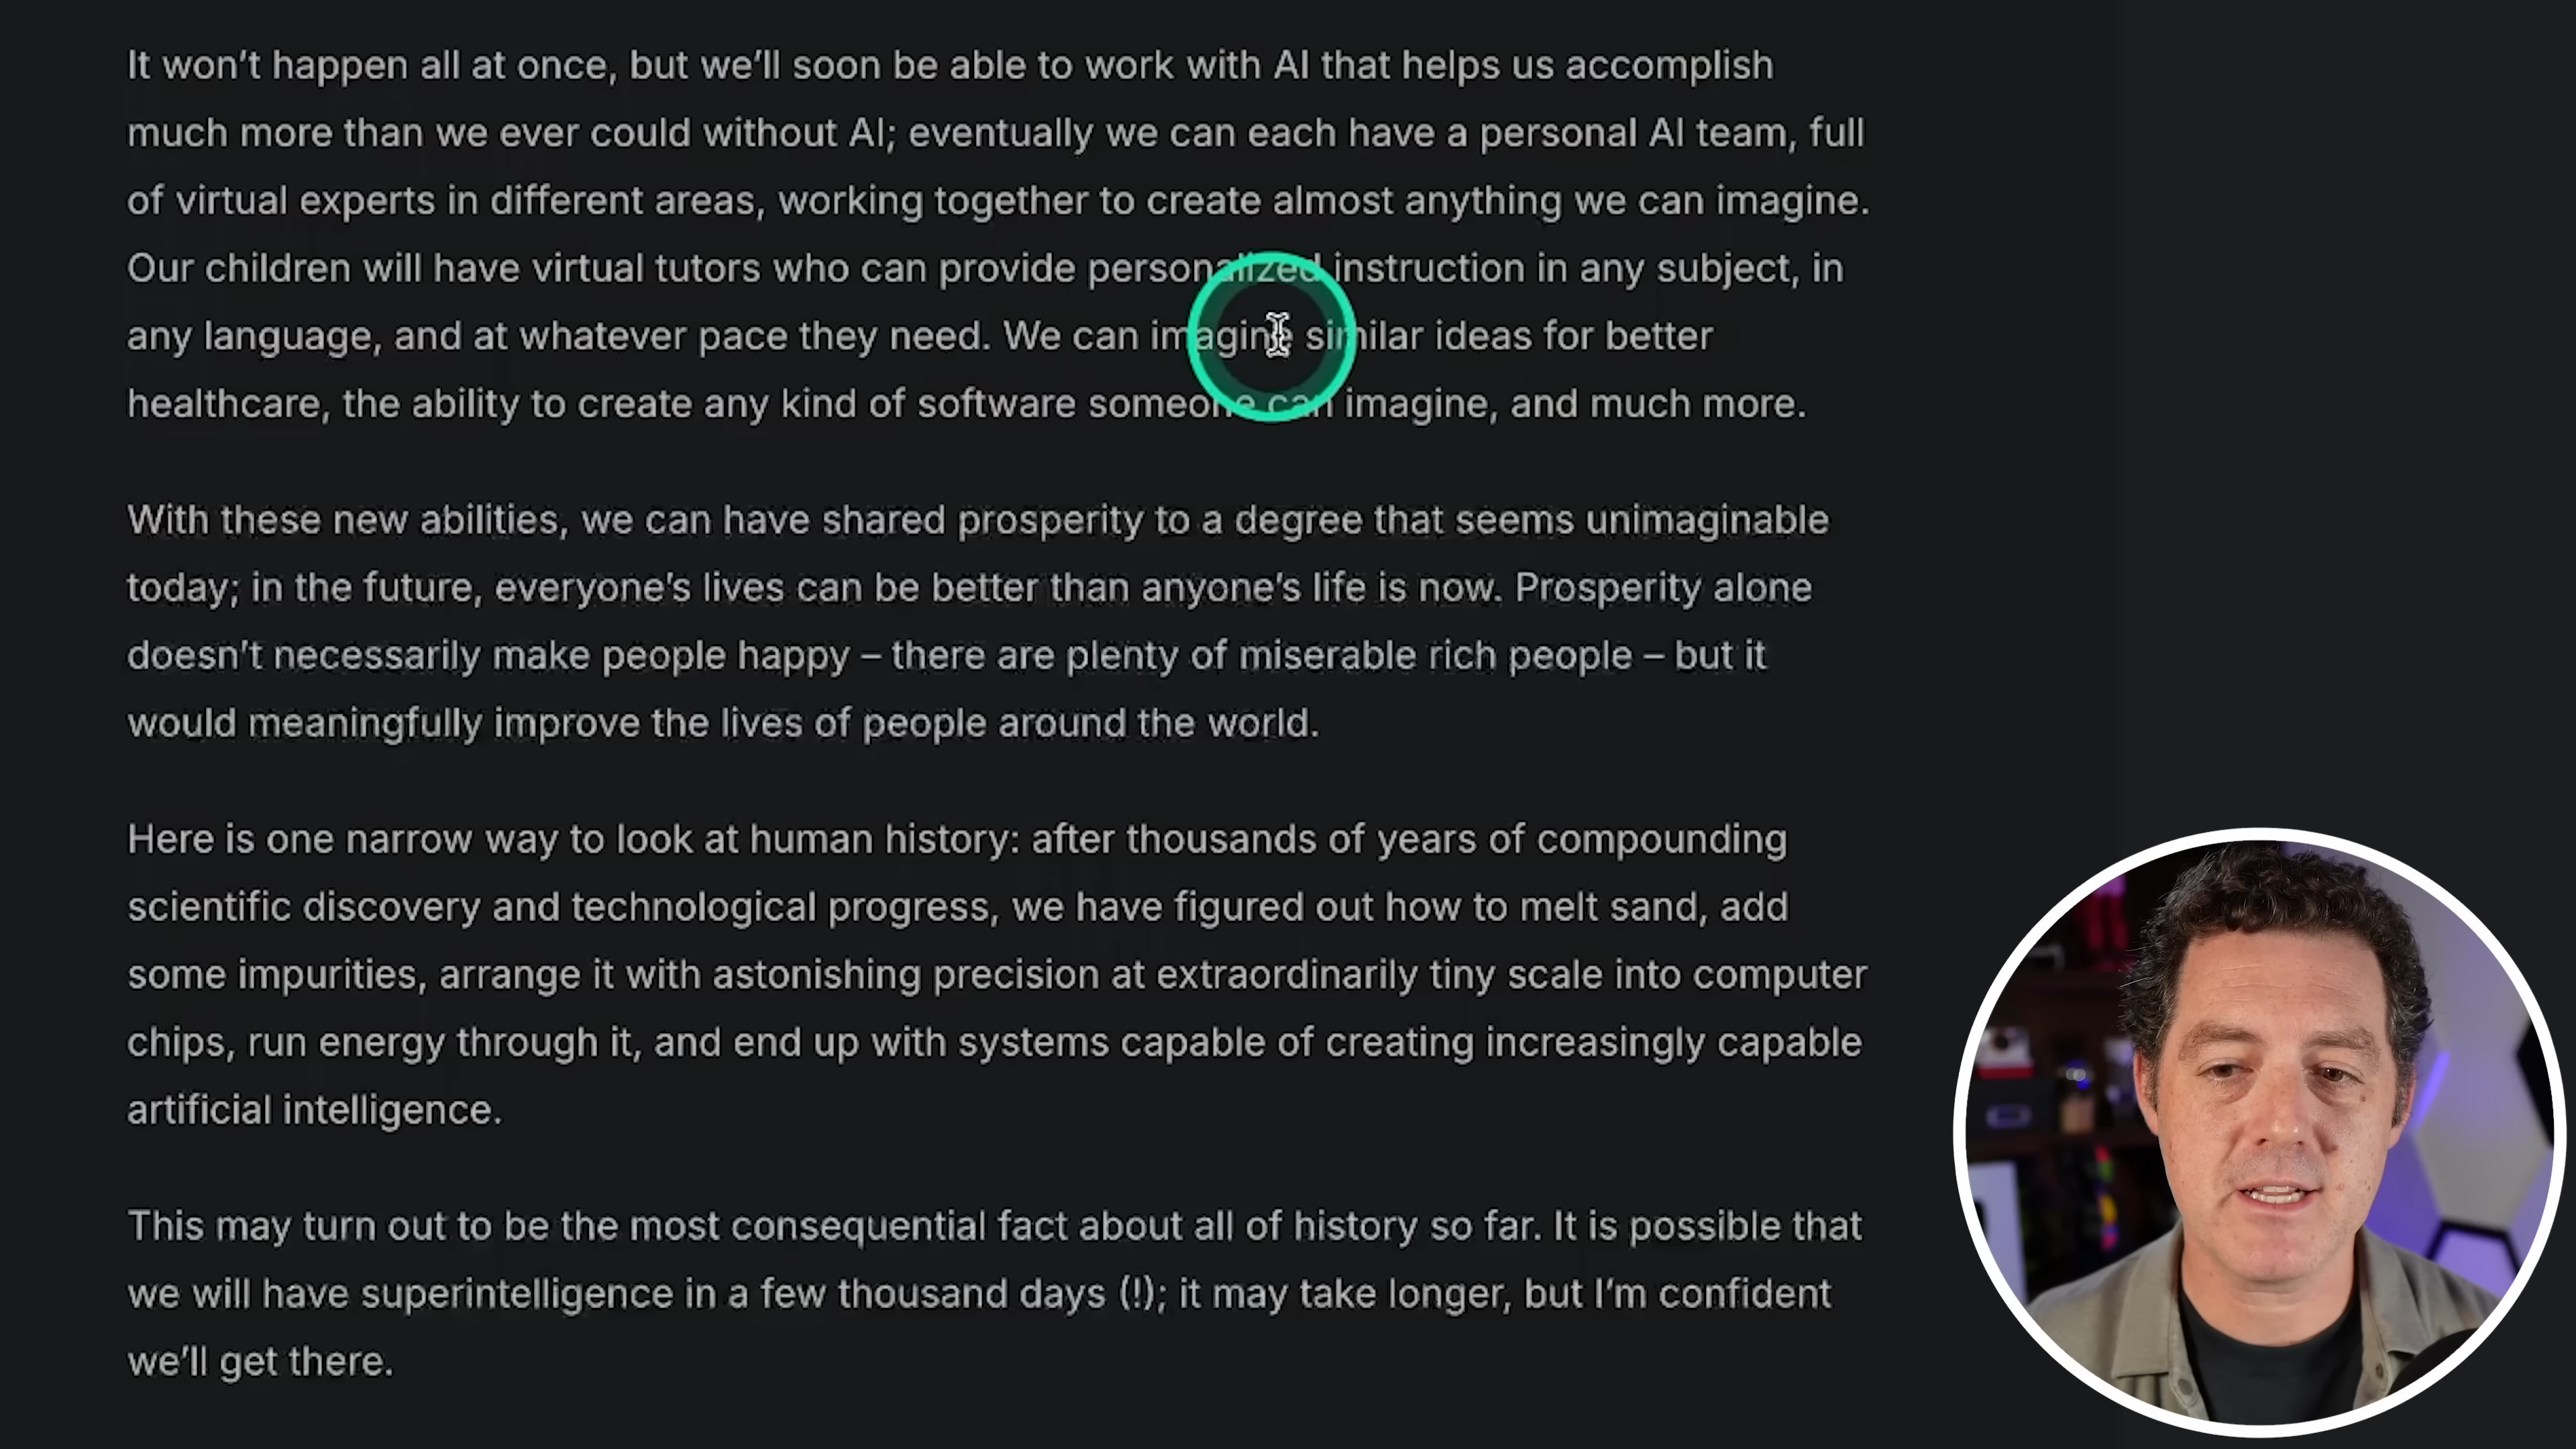 It won’t happen all at once, but we’ll soon be able to work with AI that helps us accomplish
much more than we ever could without AI; eventually we can each have a personal AI team, full
of virtual experts in different areas, working together to create almost anything we can imagine.
Our children will have virtual tutors who can provide personalized instruction in any subject, in
any language, and at whatever pace they need. We can imagine similar ideas for better
healthcare, the ability to create any kind of software someone can imagine, and much more.
With these new abilities, we can have shared prosperity to a degree that seems unimaginable
today; in the future, everyone’s lives can be better than anyone’s life is now. Prosperity alone
doesn’t necessarily make people happy – there are plenty of miserable rich people – but it
would meaningfully improve the lives of people around the world.
Here is one narrow way to look at human history: after thousands of years of compounding
scientific discovery and technological progress, we have figured out how to melt sand, add
some impurities, arrange it with astonishing precision at extraordinarily tiny scale into computer
chips, run energy through it, and end up with systems capable of creating increasingly capable
artificial intelligence.
This may turn out to be the most consequential fact about all of history so far. It is possible that
we will have superintelligence in a few thousand days (!); it may take longer, but I’m confident
we’ll get there.